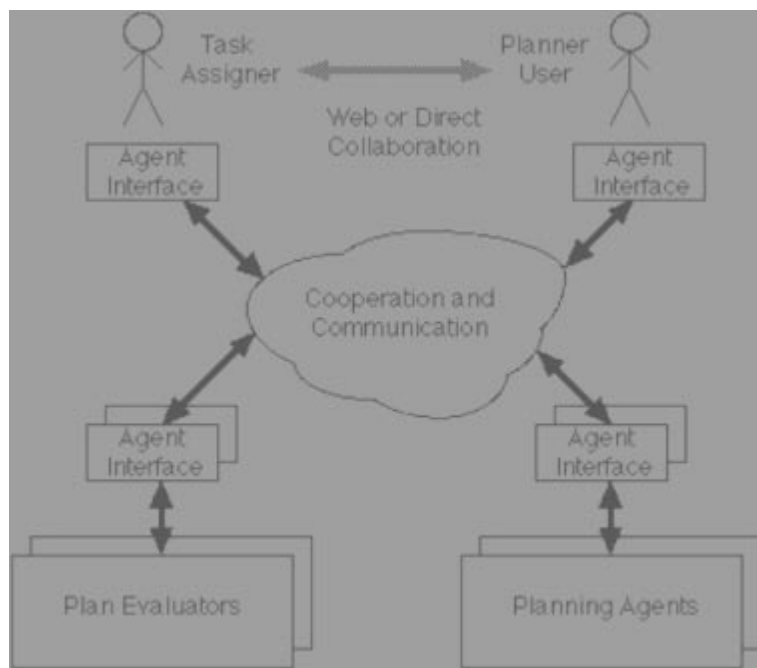 Task
Assigner
Planner
User
Web or Direct
Collaboration
Agent
Interface
Agent
Interface
Cooperation and
Communication
Agent
Interface
Agent
Interface
Plan Evaluators
Planning Agents